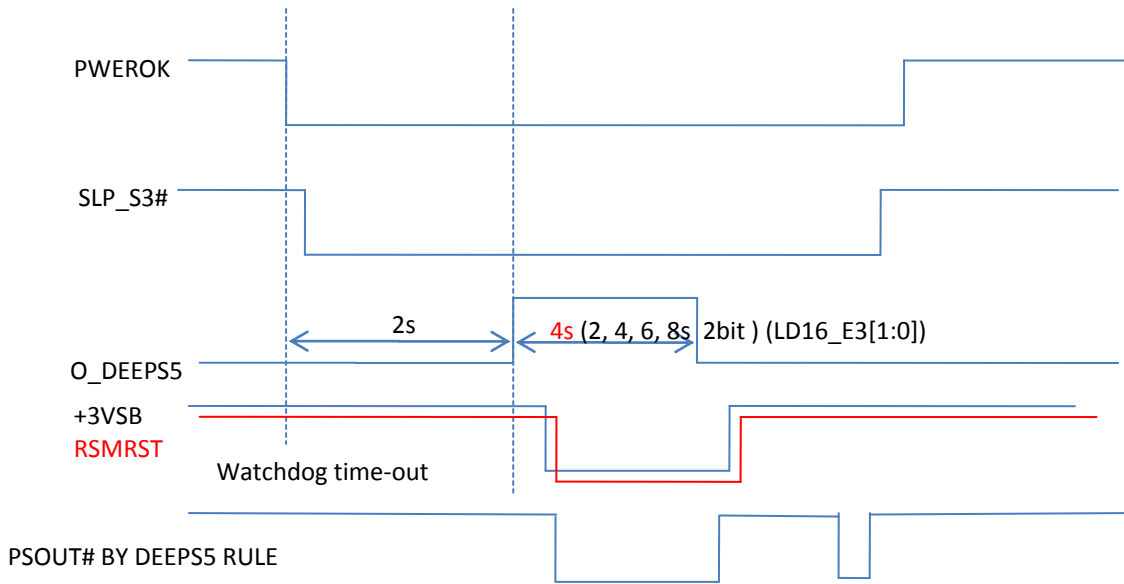 PWEROK
SLP_S3#
2s
4s (2, 4, 6, 8s 2bit ) (LD16_E3[1:0])
O_DEEPS5
+3VSB
RSMRST
Watchdog time-out
PSOUT# BY DEEPS5 RULE